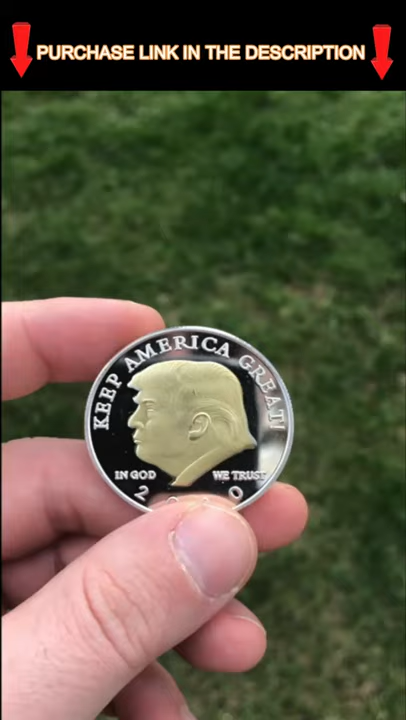 PURCHASE LINK IN THE DESCRIPTION
KEEP AMERICA GREAT!
IN GOD WE TRUST